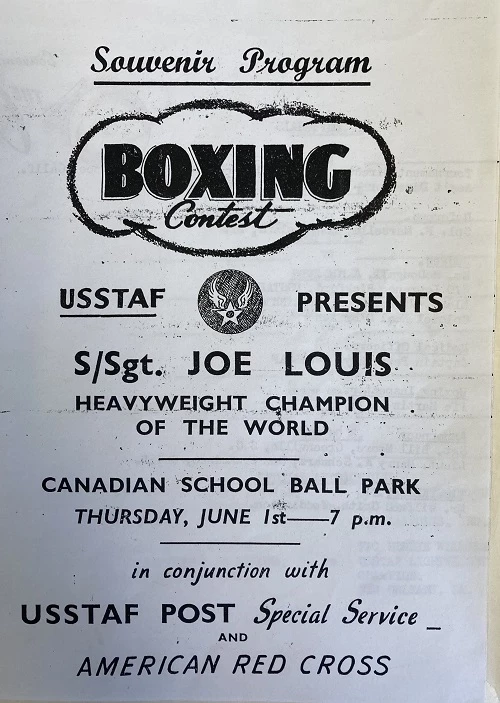 Souvenir Program
BOXING
Contest
USSTAF PRESENTS
S/Sgt. JOE LOUIS
HEAVYWEIGHT CHAMPION
OF THE WORLD
CANADIAN SCHOOL BALL PARK
THURSDAY, JUNE 1st——7 p.m.
in conjunction with
USSTAF POST Special Service
AND
AMERICAN RED CROSS